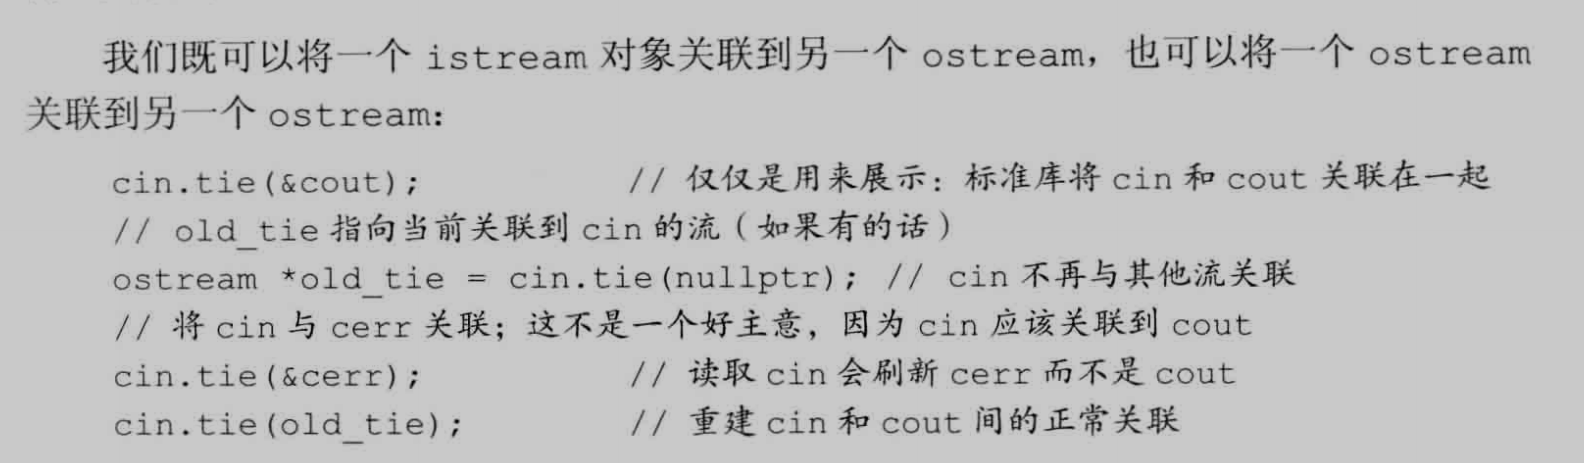 我们既可以将一个 istream 对象关联到另一个 ostream，也可以将一个 ostream
关联到另一个 ostream：
cin.tie(&cout); // 仅仅是用来展示：标准库将 cin 和 cout 关联在一起
// old_tie 指向当前关联到 cin 的流（如果有的话）
ostream *old_tie = cin.tie(nullptr); // cin 不再与其他流关联
// 将 cin 与 cerr 关联；这不是一个好主意，因为 cin 应该关联到 cout
cin.tie(&cerr); // 读取 cin 会刷新 cerr 而不是 cout
cin.tie(old_tie); // 重建 cin 和 cout 间的正常关联